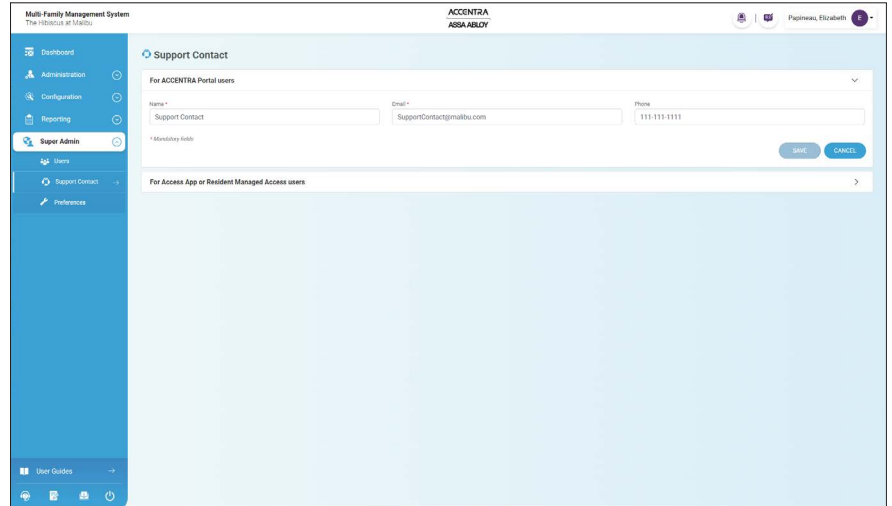 Multi-Family Management System
The Hibiscus at Malibu
ACCENTRA
ASSA ABLOY
Papineau, Elizabeth
E
Dashboard
Administration
Configuration
Reporting
Super Admin
Users
Support Contact
Preferences
User Guides
Support Contact
For ACCENTRA Portal users
Name * Email * Phone
Support Contact SupportContact@malibu.com 111-111-1111
* Mandatory fields
SAVE CANCEL
For Access App or Resident Managed Access users